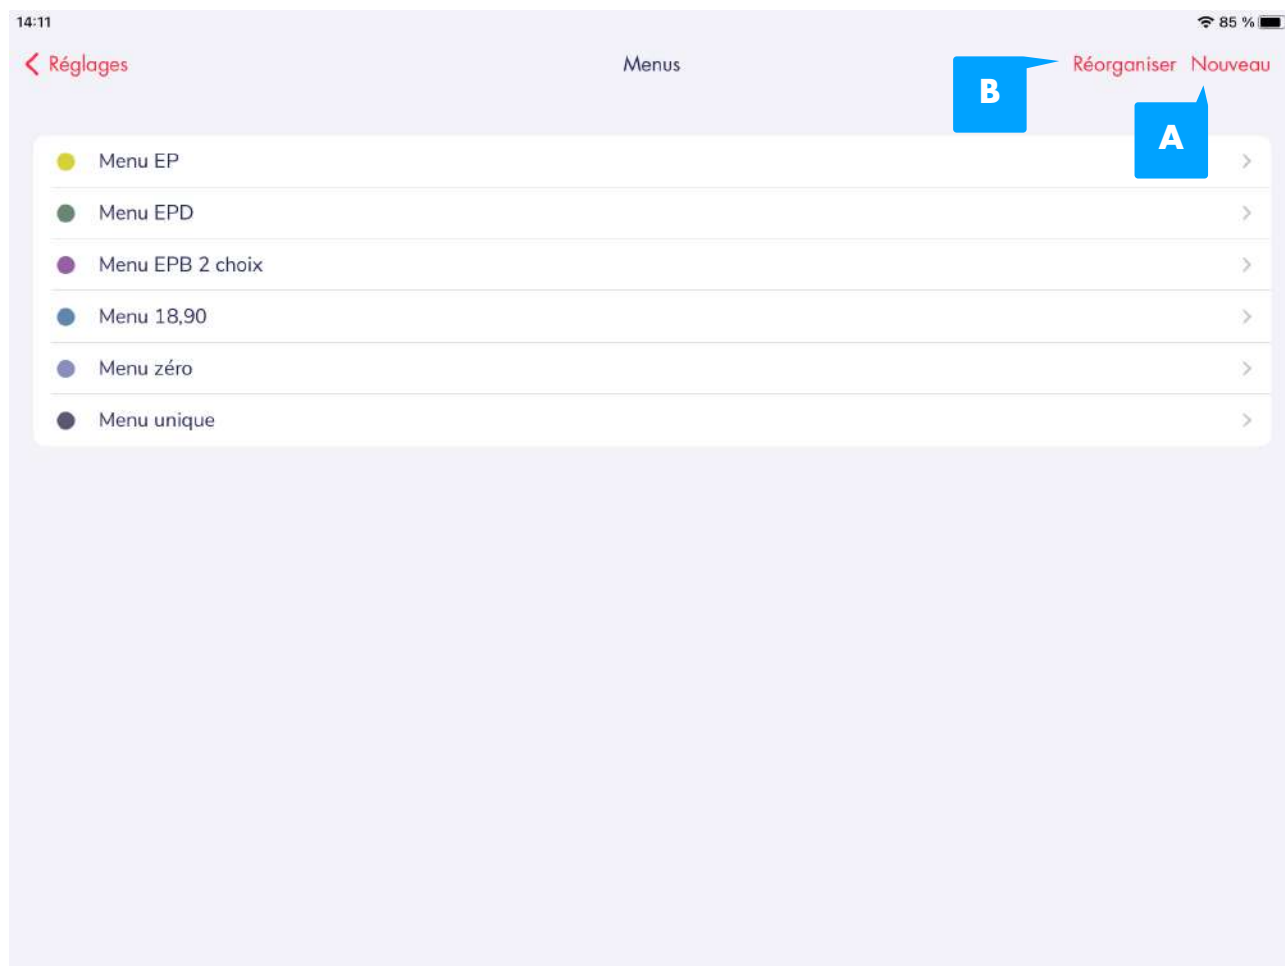 14:11 85 %
Réglages Menus Réorganiser Nouveau
B
A
Menu EP
Menu EPD
Menu EPB 2 choix
Menu 18,90
Menu zéro
Menu unique